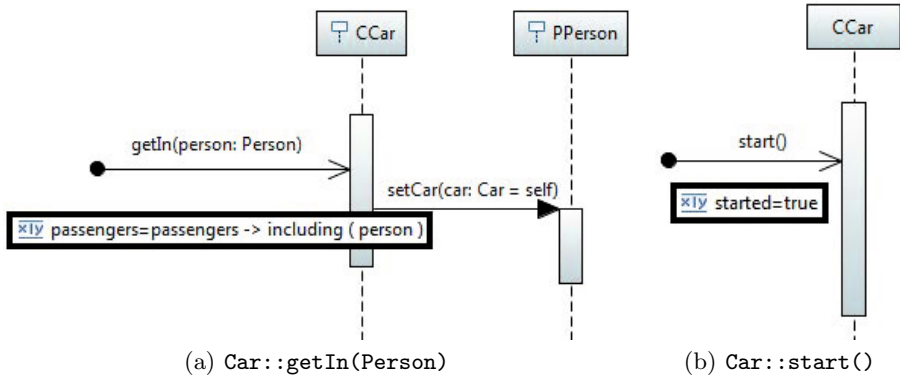 CCar
PPerson
getIn(person: Person)
setCar(car: Car = self)
x|y passengers=passengers -> including ( person )
(a) Car::getIn(Person)
CCar
start()
x|y started=true
(b) Car::start()